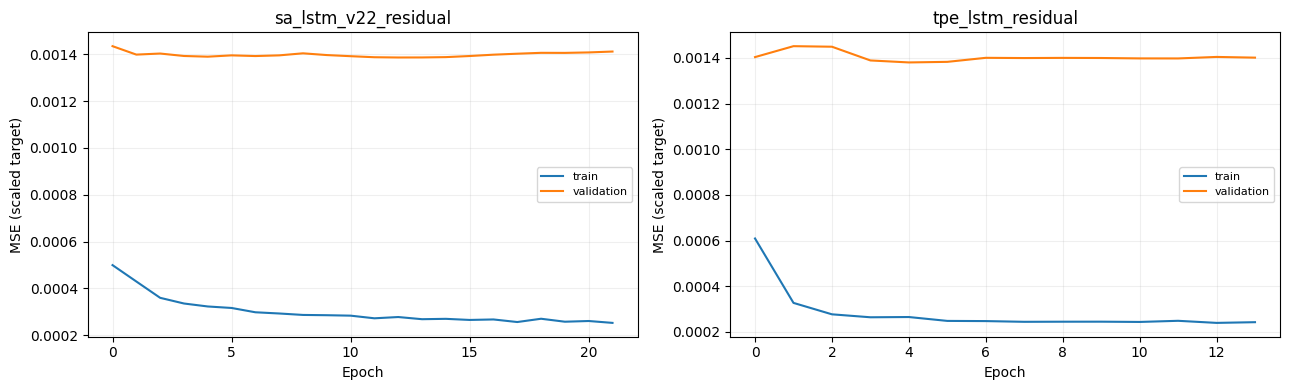 sa_lstm_v22_residual
MSE (scaled target)
0.0014
0.0012
0.0010
0.0008
0.0006
0.0004
0.0002
train
validation
0 5 10 15 20
Epoch
tpe_lstm_residual
MSE (scaled target)
0.0014
0.0012
0.0010
0.0008
0.0006
0.0004
0.0002
train
validation
0 2 4 6 8 10 12
Epoch